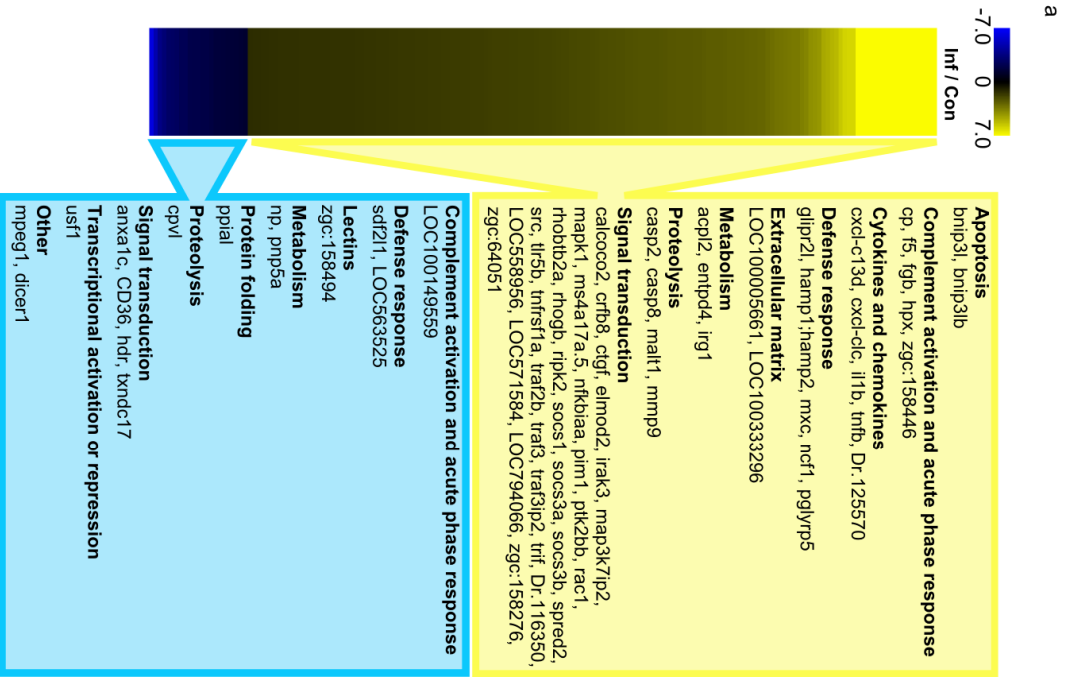 a
-7.0 0 7.0
Inf / Con
Apoptosis
bnip3l, bnip3lb
Complement activation and acute phase response
cp, f5, fgb, hpx, zgc:158446
Cytokines and chemokines
cxcl-c13d, cxcl-clc, il1b, tnfb, Dr.125570
Defense response
glipr2l, hamp1;hamp2, mxc, ncf1, pglyrp5
Extracellular matrix
LOC100005661, LOC100333296
Metabolism
acpl2, entpd4, irg1
Proteolysis
casp2, casp8, malt1, mmp9
Signal transduction
calcoco2, crfb8, ctgf, elmod2, irak3, map3k7ip2,
mapk1, ms4a17a.5, nfkbiaa, pim1, ptk2bb, rac1,
rhobtb2a, rhogb, ripk2, socs1, socs3a, socs3b, spred2,
src, tlr5b, tnfrsf1a, traf2b, traf3, traf3ip2, trif, Dr.116350,
LOC558956, LOC571584, LOC794066, zgc:158276,
zgc:64051
Complement activation and acute phase response
LOC100149559
Defense response
sdf2l1, LOC563525
Lectins
zgc:158494
Metabolism
np, pnp5a
Protein folding
ppial
Proteolysis
cpvl
Signal transduction
anxa1c, CD36, hdr, txndc17
Transcriptional activation or repression
usf1
Other
mpeg1, dicer1